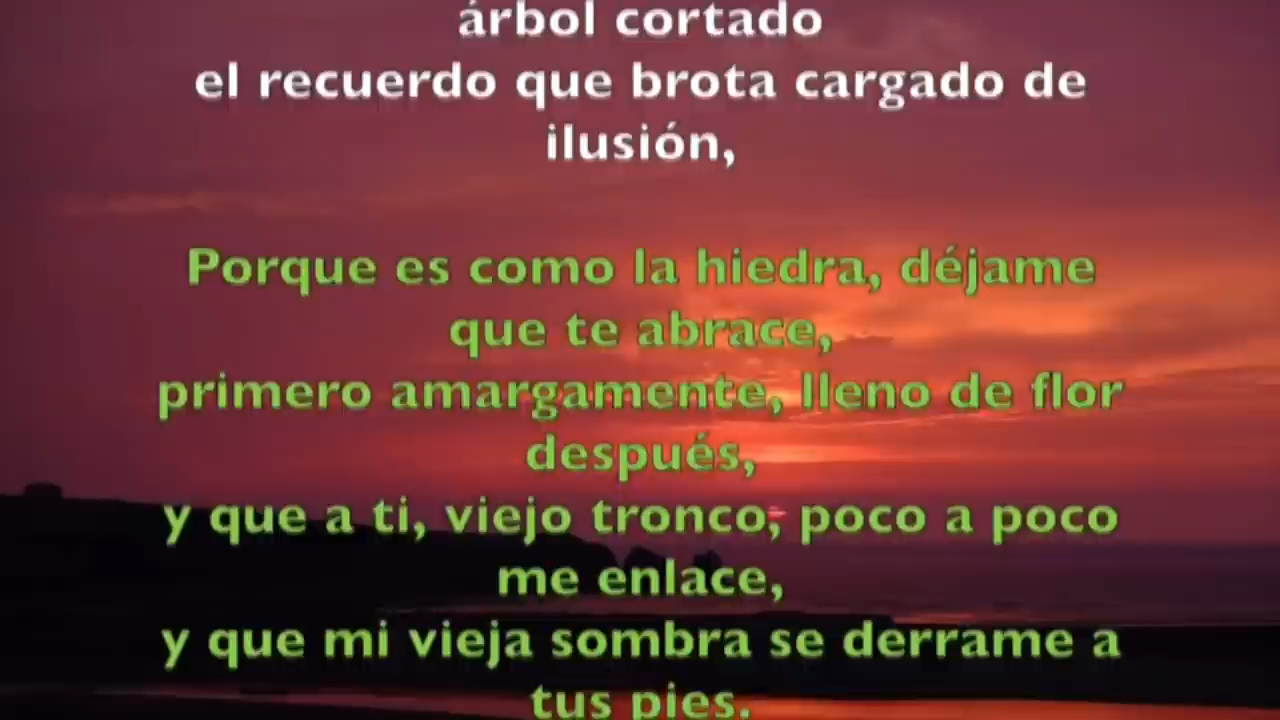 árbol cortado
el recuerdo que brota cargado de
ilusión,
Porque es como la hiedra, déjame
que te abrace,
primero amargamente, lleno de flor
después,
y que a ti, viejo tronco, poco a poco
me enlace,
y que mi vieja sombra se derrame a
tus pies.